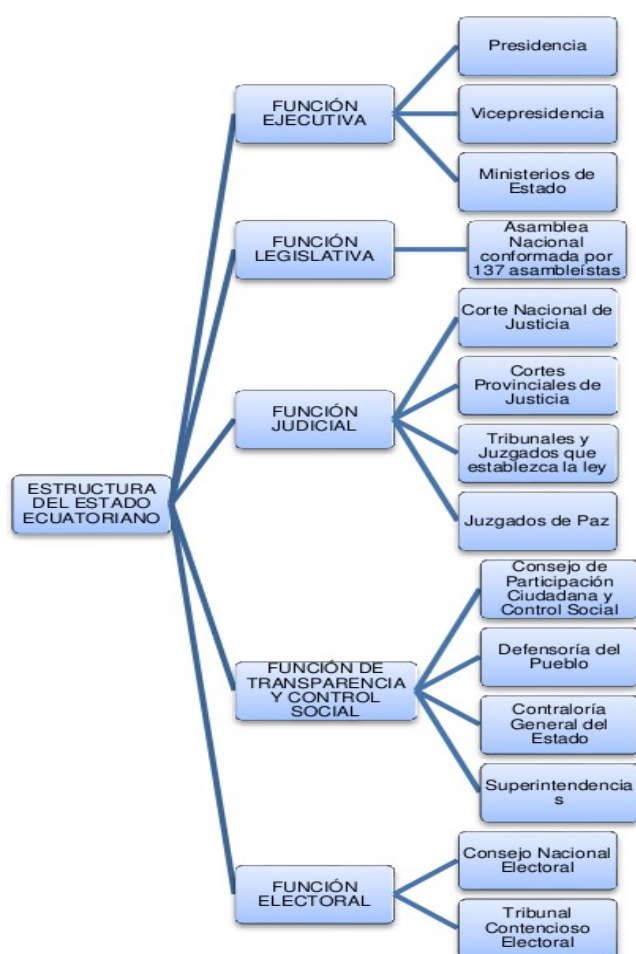 ESTRUCTURA
DEL ESTADO
ECUATORIANO
FUNCIÓN
EJECUTIVA
Presidencia
Vicepresidencia
Ministerios de
Estado
FUNCIÓN
LEGISLATIVA
Asamblea
Nacional
conformada por
137 asambleístas
FUNCIÓN
JUDICIAL
Corte Nacional de
Justicia
Cortes
Provinciales de
Justicia
Tribunales y
Juzgados que
establezca la ley
Juzgados de Paz
FUNCIÓN DE
TRANSPARENCIA
Y CONTROL
SOCIAL
Consejo de
Participación
Ciudadana y
Control Social
Defensoría del
Pueblo
Contraloría
General del
Estado
Superintendencia
s
FUNCIÓN
ELECTORAL
Consejo Nacional
Electoral
Tribunal
Contencioso
Electoral